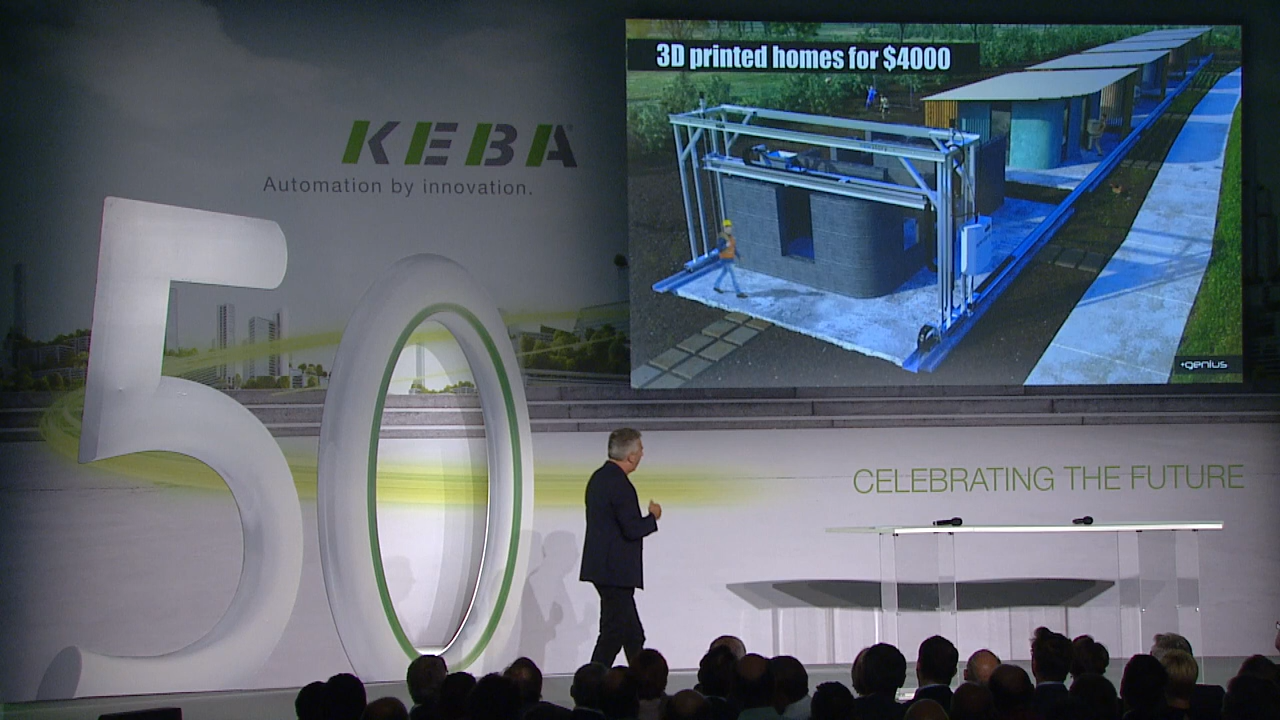 3D printed homes for $4000
KEBA
Automation by innovation.
50
+genius
CELEBRATING THE FUTURE